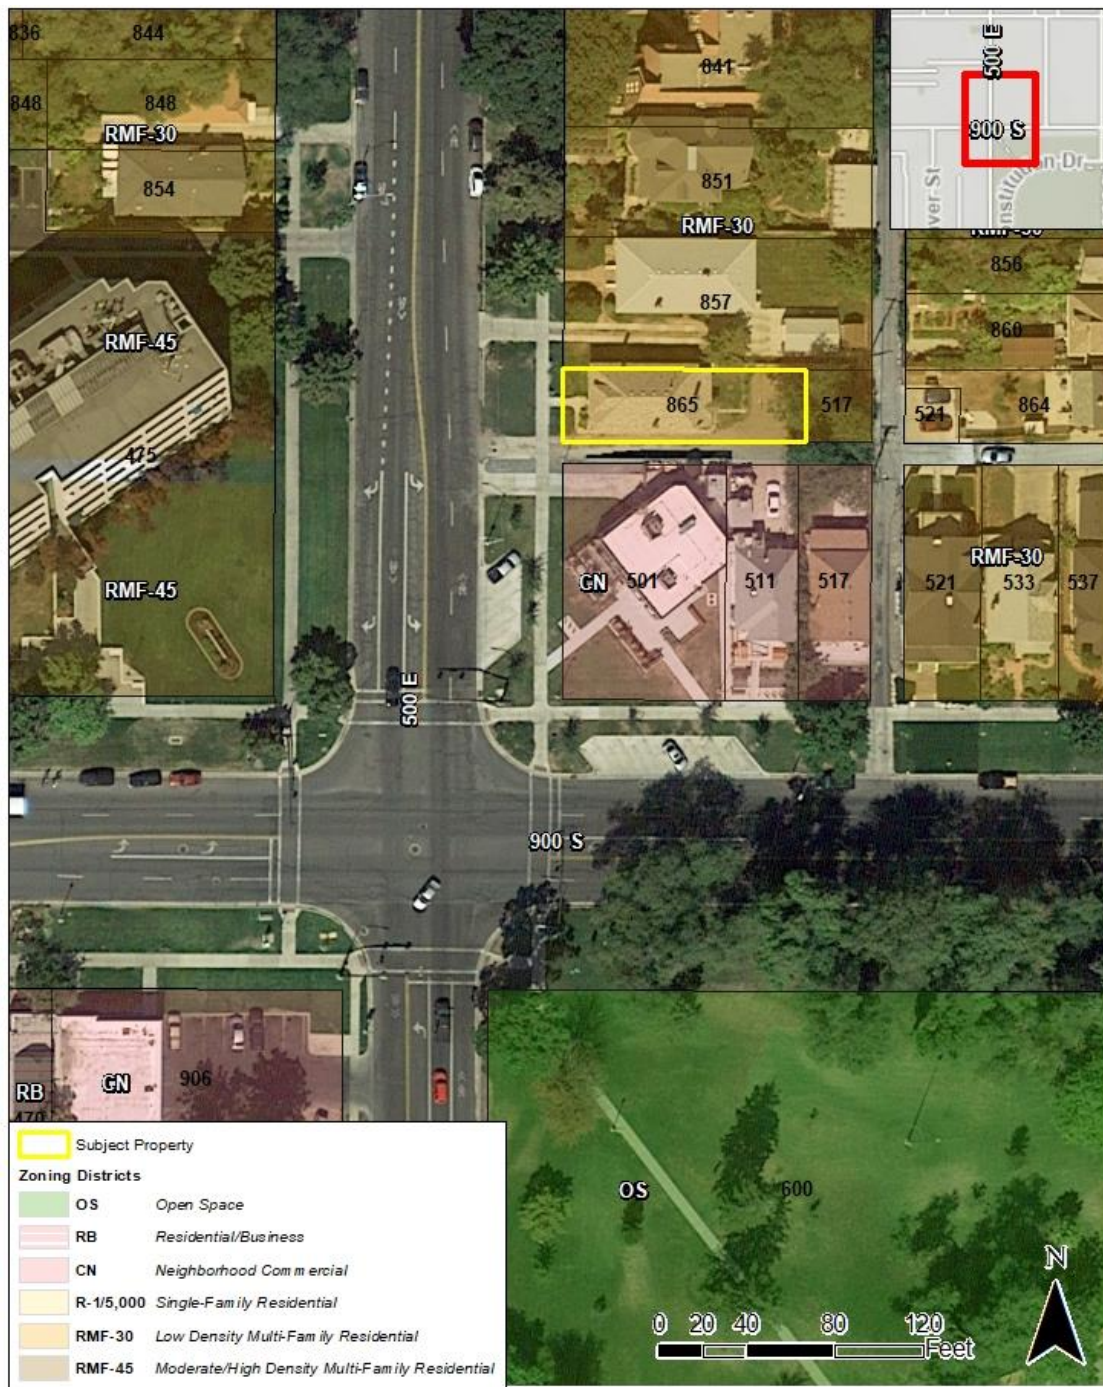 836
844
841
500 E
900 S
848
848
RMF-30
854
851
RMF-30
856
857
860
RMF-45
865
517
521
864
475
RMF-45
CN
501
511
517
RMF-30
521
533
537
500 E
900 S
RB
CN
906
OS
600
Subject Property
Zoning Districts
OS Open Space
RB Residential/Business
CN Neighborhood Commercial
R-1/5,000 Single-Family Residential
RMF-30 Low Density Multi-Family Residential
RMF-45 Moderate/High Density Multi-Family Residential
N
0 20 40 80 120
Feet